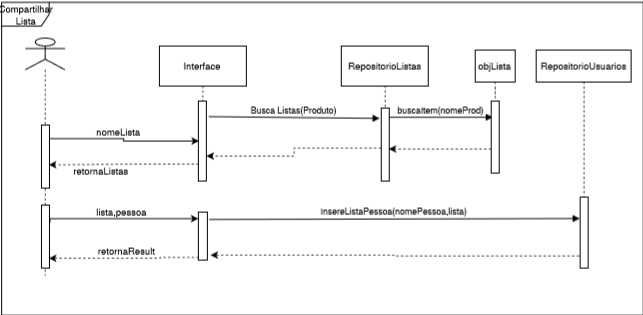 Compartilhar
Lista
Interface
RepositorioListas
objLista
RepositorioUsuarios
Busca Listas(Produto)
buscaItem(nomeProd)
nomeLista
retornaListas
lista,pessoa
insereListaPessoa(nomePessoa,lista)
retornaResult